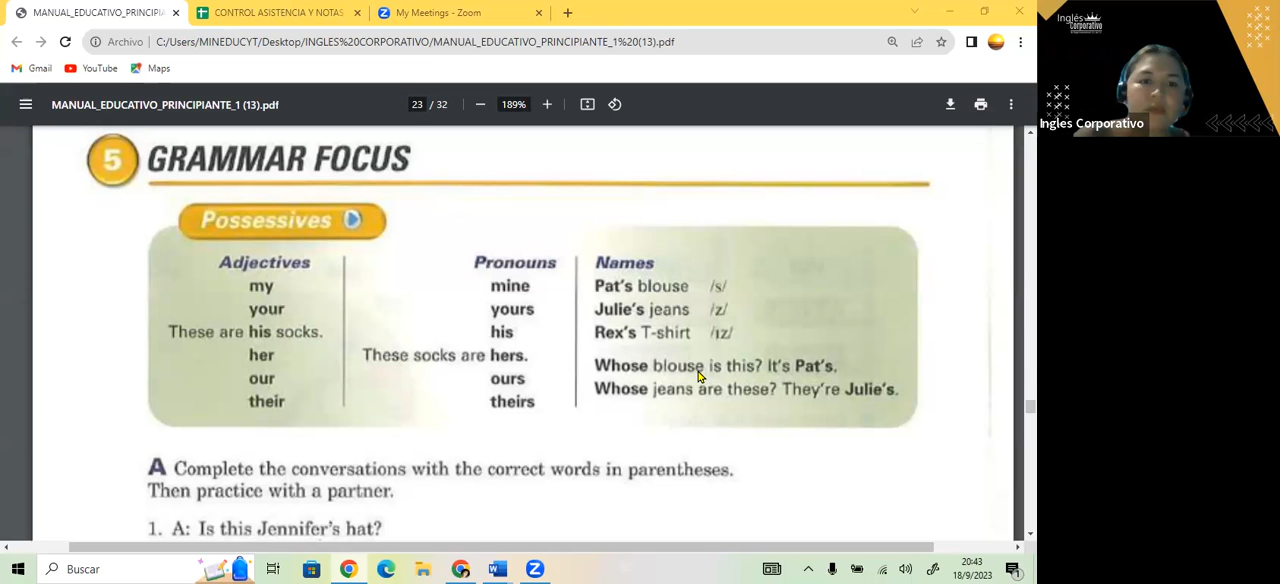 MANUAL_EDUCATIVO_PRINCIPIA
CONTROL ASISTENCIA Y NOTAS
My Meetings - Zoom
Archivo
C:/Users/MINEDUCYT/Desktop/INGLES%20CORPORATIVO/MANUAL_EDUCATIVO_PRINCIPIANTE_1%20(13).pdf
Gmail
YouTube
Maps
MANUAL_EDUCATIVO_PRINCIPIANTE_1 (13).pdf
23 / 32
189%
5 GRAMMAR FOCUS
Possessives
Adjectives
my
your
These are his socks.
her
our
their
Pronouns
mine
yours
his
These socks are hers.
ours
theirs
Names
Pat's blouse /s/
Julie's jeans /z/
Rex's T-shirt /ɪz/
Whose blouse is this? It's Pat's.
Whose jeans are these? They're Julie's.
A Complete the conversations with the correct words in parentheses.
Then practice with a partner.
1. A: Is this Jennifer's hat?
Inglés
Corporativo
Ingles Corporativo
Buscar
20:43
18/9/2023